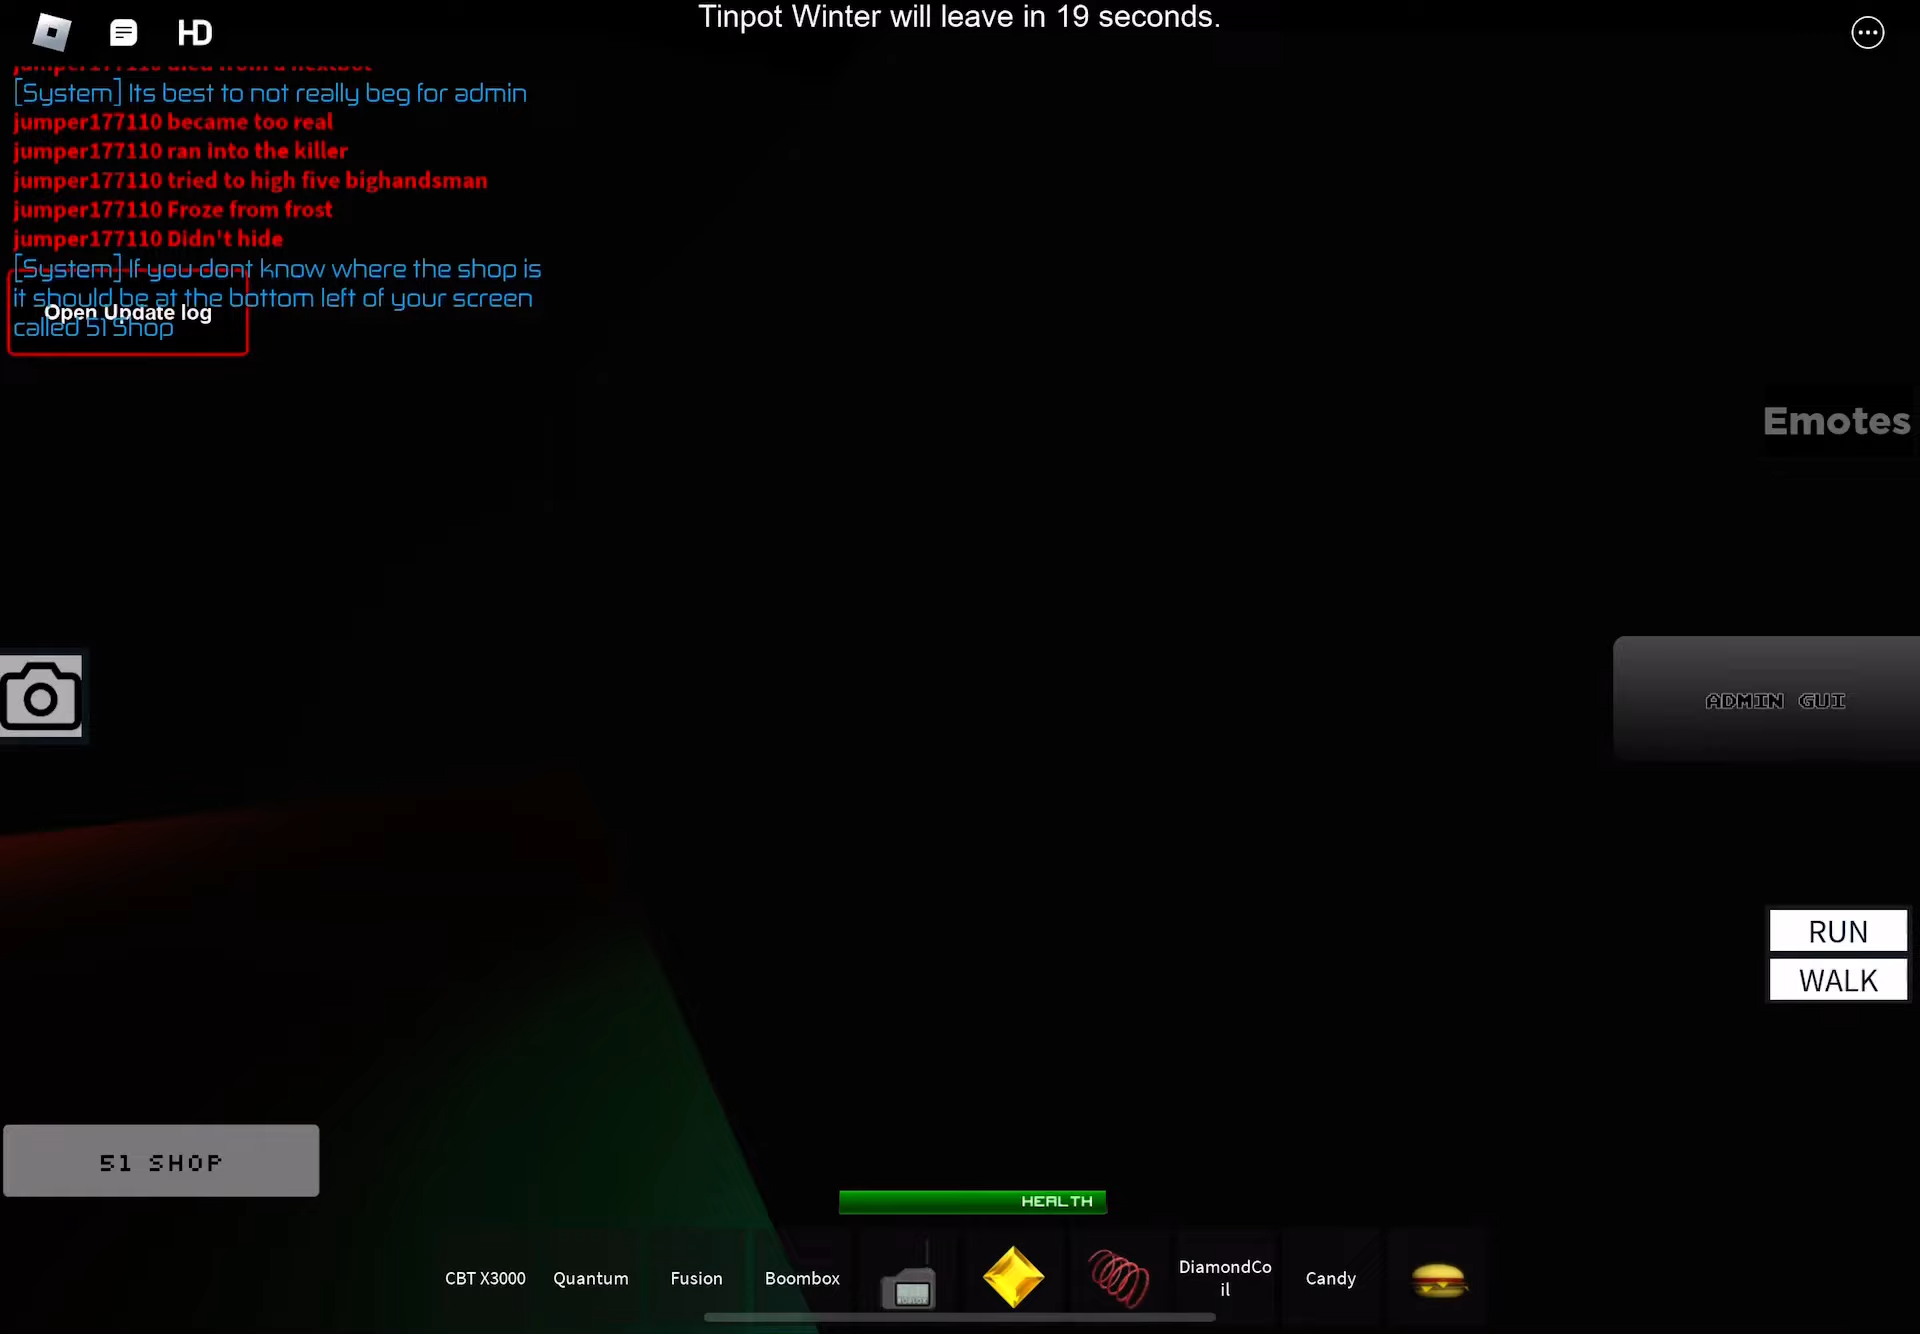 HD
Tinpot Winter will leave in 19 seconds.
jumper177110 died from a nextbot
[System] Its best to not really beg for admin
jumper177110 became too real
jumper177110 ran into the killer
jumper177110 tried to high five bighandsman
jumper177110 Froze from frost
jumper177110 Didn't hide
[System] If you dont know where the shop is
it should be at the bottom left of your screen
called 51 Shop
Open Update log
Emotes
ADMIN GUI
RUN
WALK
51 SHOP
HEALTH
CBT X3000
Quantum
Fusion
Boombox
DiamondCo
il
Candy